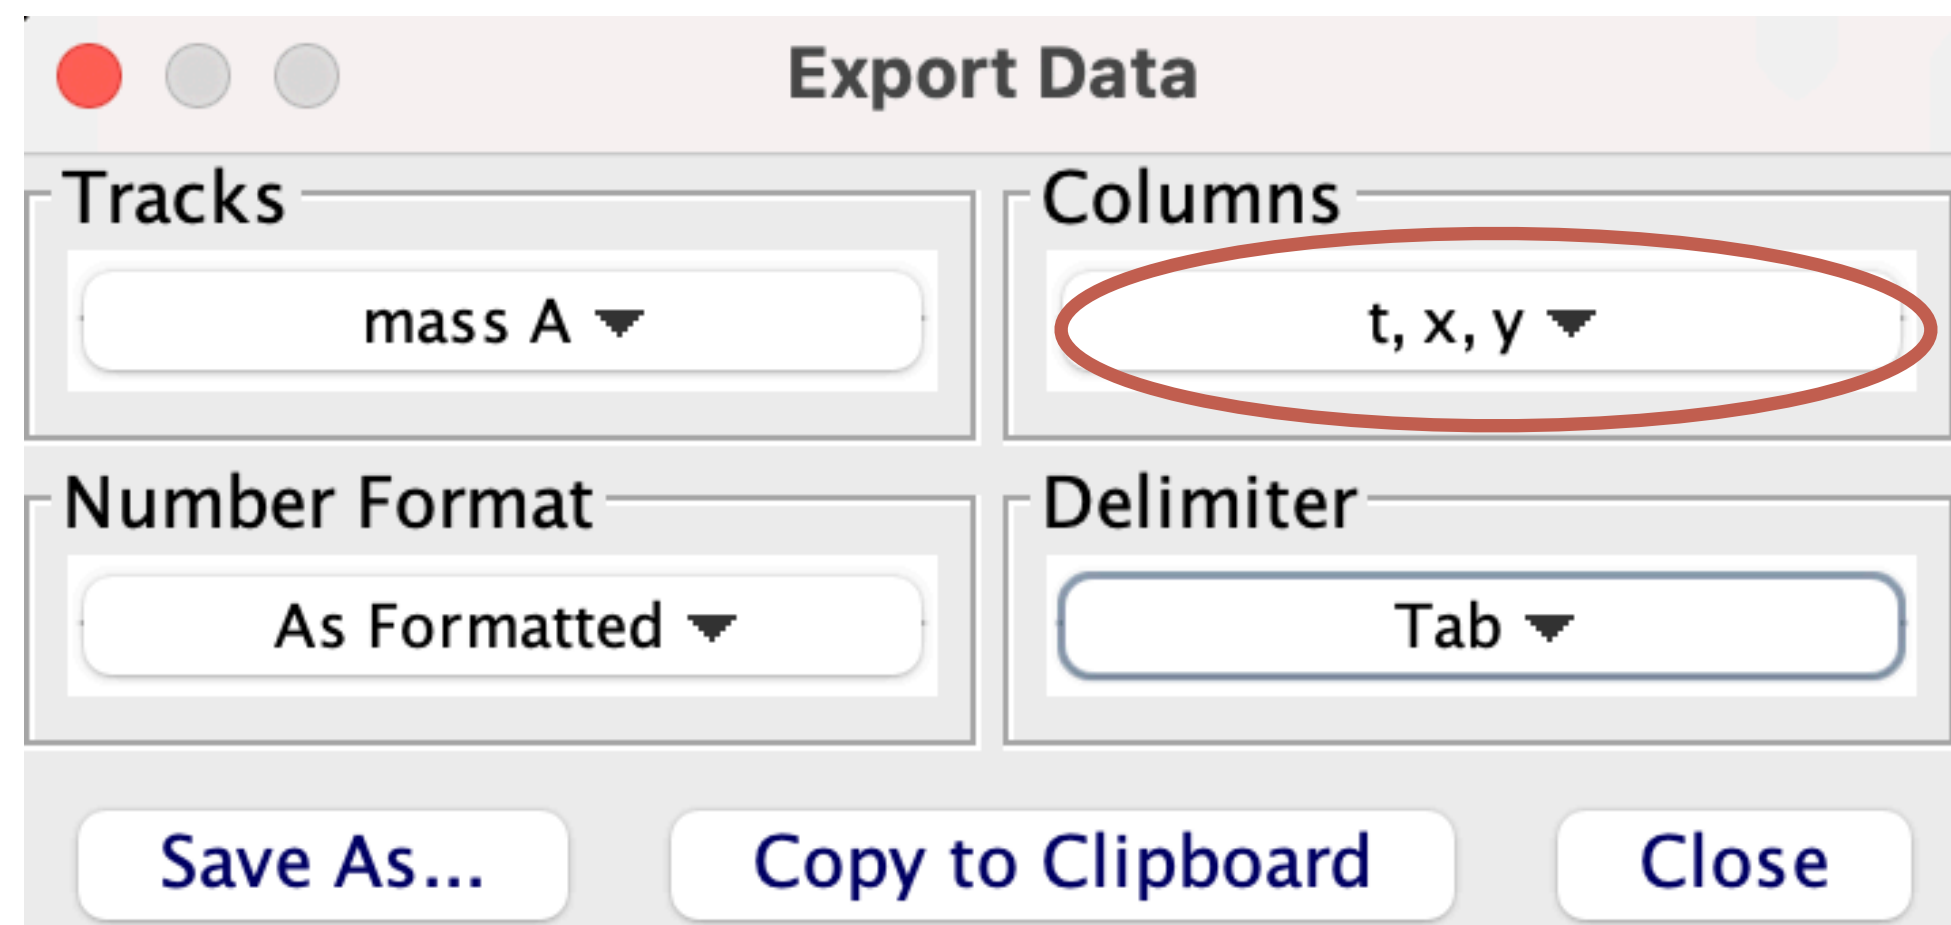 Export Data
Tracks
Columns
mass A
t, x, y
Number Format
Delimiter
As Formatted
Tab
Save As...
Copy to Clipboard
Close